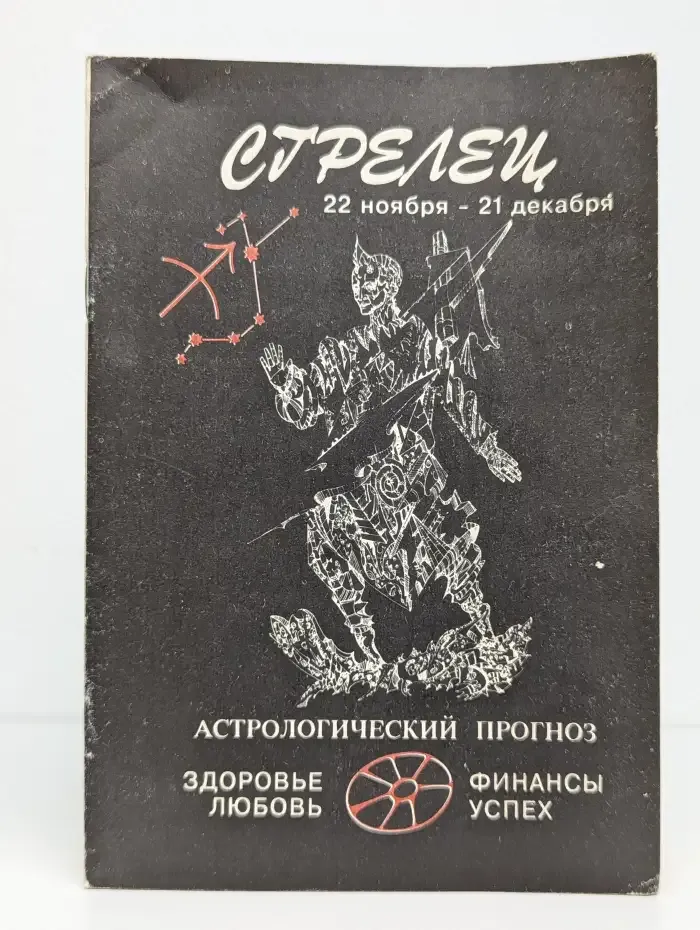 СТРЕЛЕЦ
22 ноября - 21 декабря
АСТРОЛОГИЧЕСКИЙ ПРОГНОЗ
ЗДОРОВЬЕ ФИНАНСЫ
ЛЮБОВЬ УСПЕХ